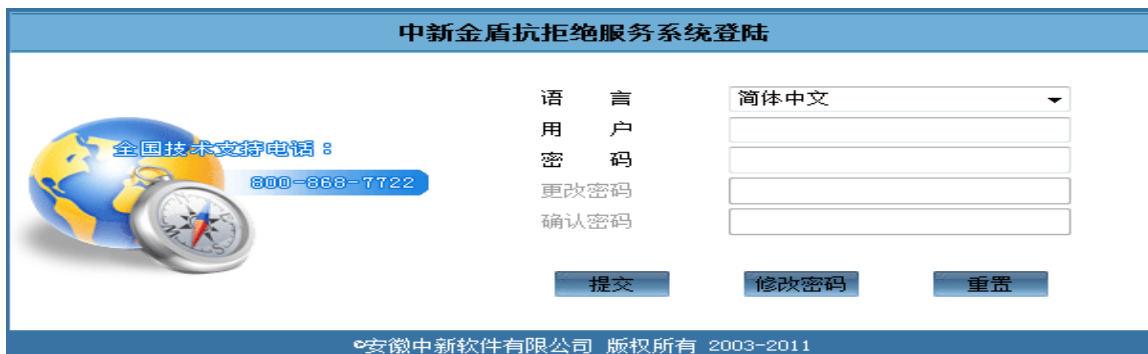 中新金盾抗拒绝服务系统登陆
语 言 简体中文
用 户
密 码
更改密码
确认密码
全国技术支持电话：
800-868-7722
提交 修改密码 重置
©安徽中新软件有限公司 版权所有 2003-2011